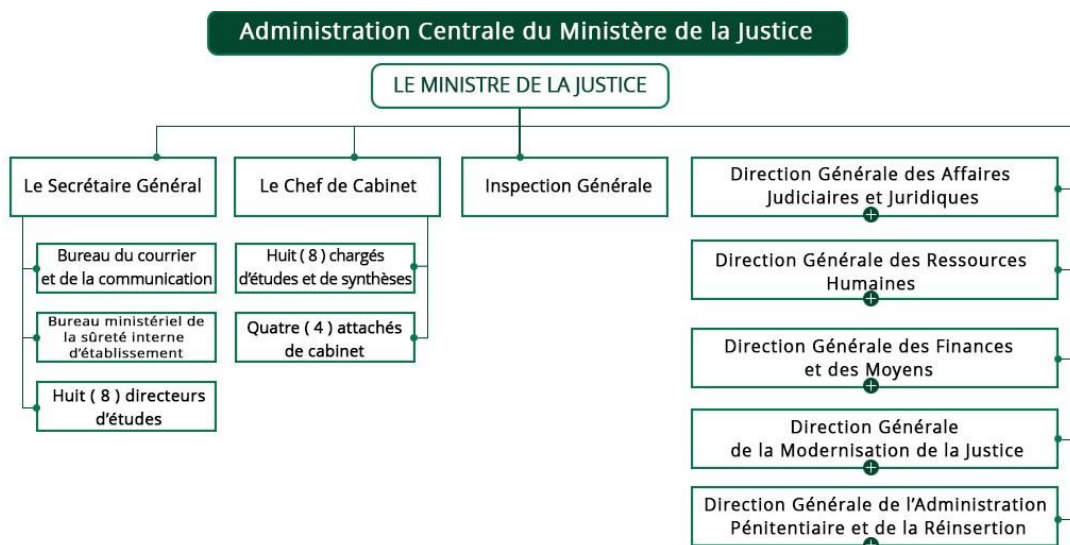 Administration Centrale du Ministère de la Justice
LE MINISTRE DE LA JUSTICE
Le Secrétaire Général
Bureau du courrier
et de la communication
Bureau ministériel de
la sûreté interne
d'établissement
Huit ( 8 ) directeurs
d'études
Le Chef de Cabinet
Huit ( 8 ) chargés
d'études et de synthèses
Quatre ( 4 ) attachés
de cabinet
Inspection Générale
Direction Générale des Affaires
Judiciaires et Juridiques
Direction Générale des Ressources
Humaines
Direction Générale des Finances
et des Moyens
Direction Générale
de la Modernisation de la Justice
Direction Générale de l'Administration
Pénitentiaire et de la Réinsertion